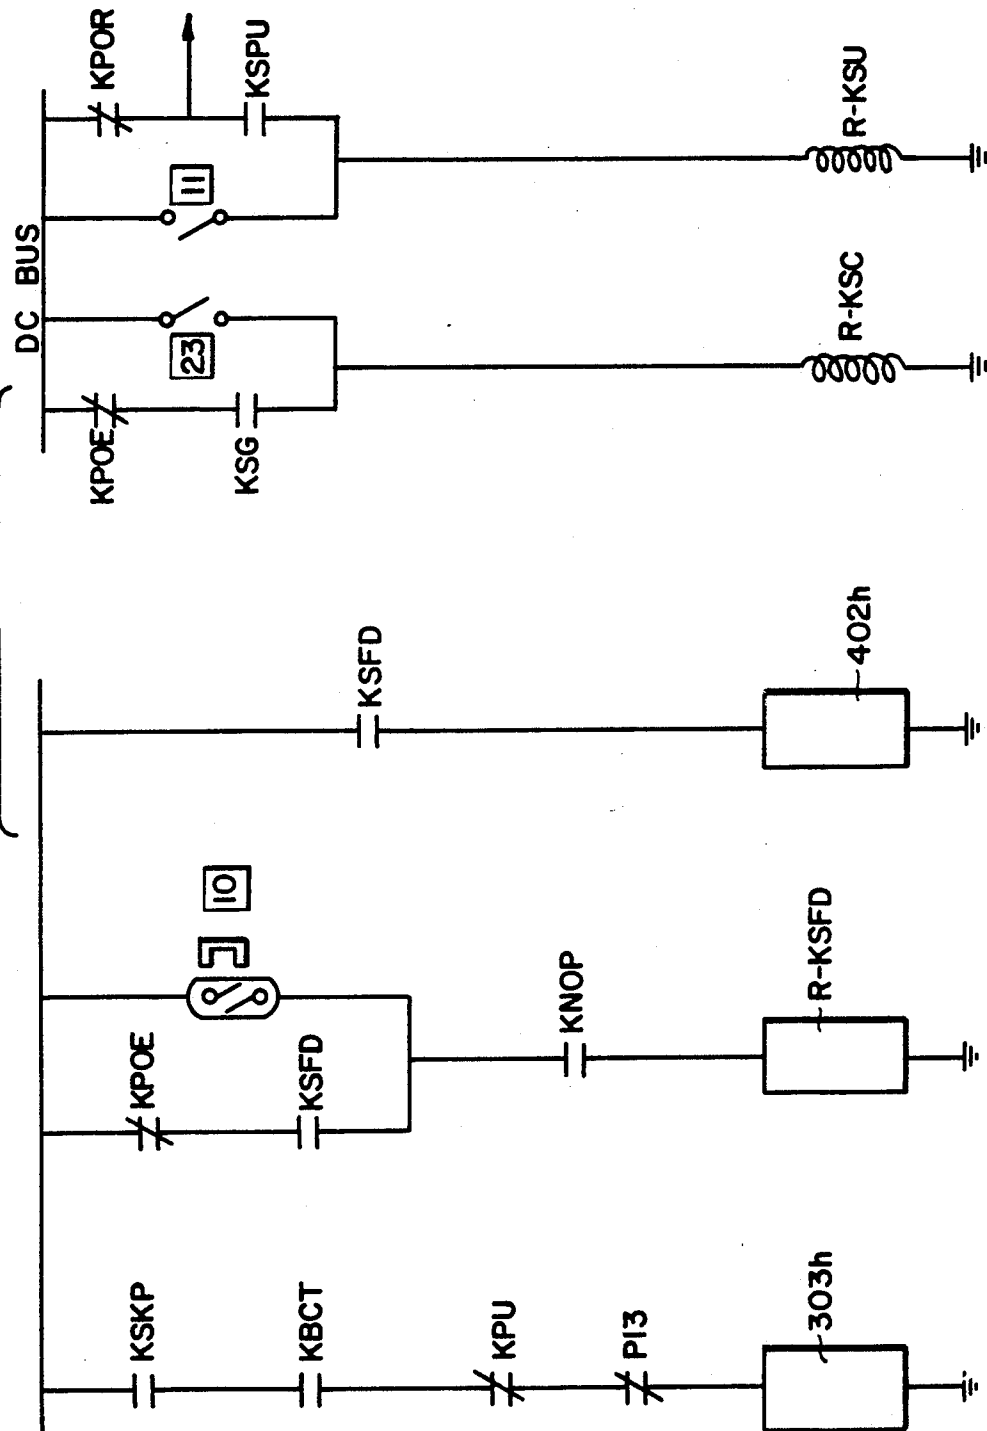 KSKP
KBCT
KPU
P13
303h
KPOE
KSFD
10
KNOP
R-KSFD
KSFD
402h
DC BUS
KPOE
KSG
23
R-KSC
11
KPOR
KSPU
R-KSU